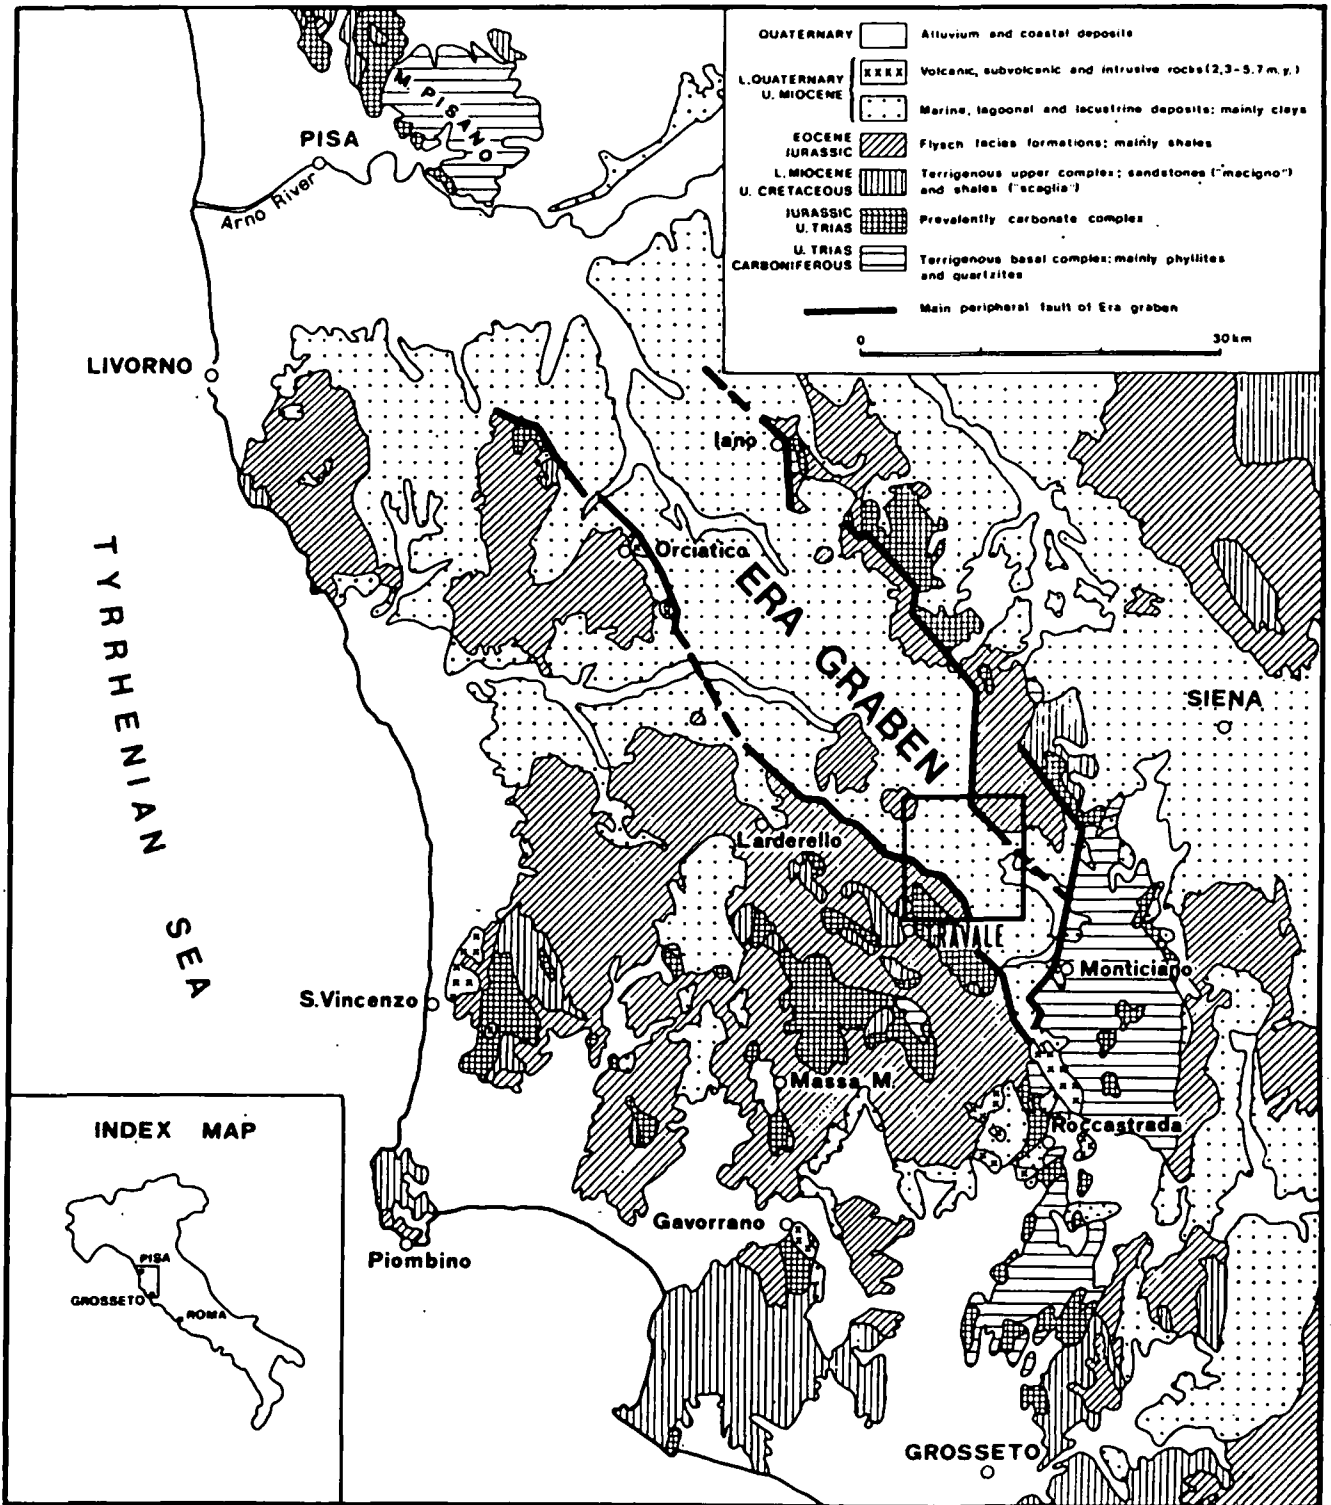 QUATERNARY Alluvium and coastal deposits
L.QUATERNARY
U. MIOCENE
Volcanic, subvolcanic and intrusive rocks (2,3-5,7 m.y.)
Marine, lagoonal and lacustrine deposits; mainly clays
EOCENE
JURASSIC
Flysch facies formations; mainly shales
L. MIOCENE
U. CRETACEOUS
Terrigenous upper complex; sandstones ("macigno")
and shales ("scaglia")
JURASSIC
U. TRIAS
Prevalently carbonate complex
U. TRIAS
CARBONIFEROUS
Terrigenous basal complex; mainly phyllites
and quartzites
Main peripheral fault of Era graben
0 30 km
M. PISANO
PISA
Arno River
LIVORNO
Iano
Orciatico
ERA GRABEN
TYRRHENIAN SEA
SIENA
Larderello
TRAVALE
Monticiano
S.Vincenzo
Massa M.
Roccastrada
Gavorrano
Piombino
GROSSETO
INDEX MAP
PISA
GROSSETO
ROMA